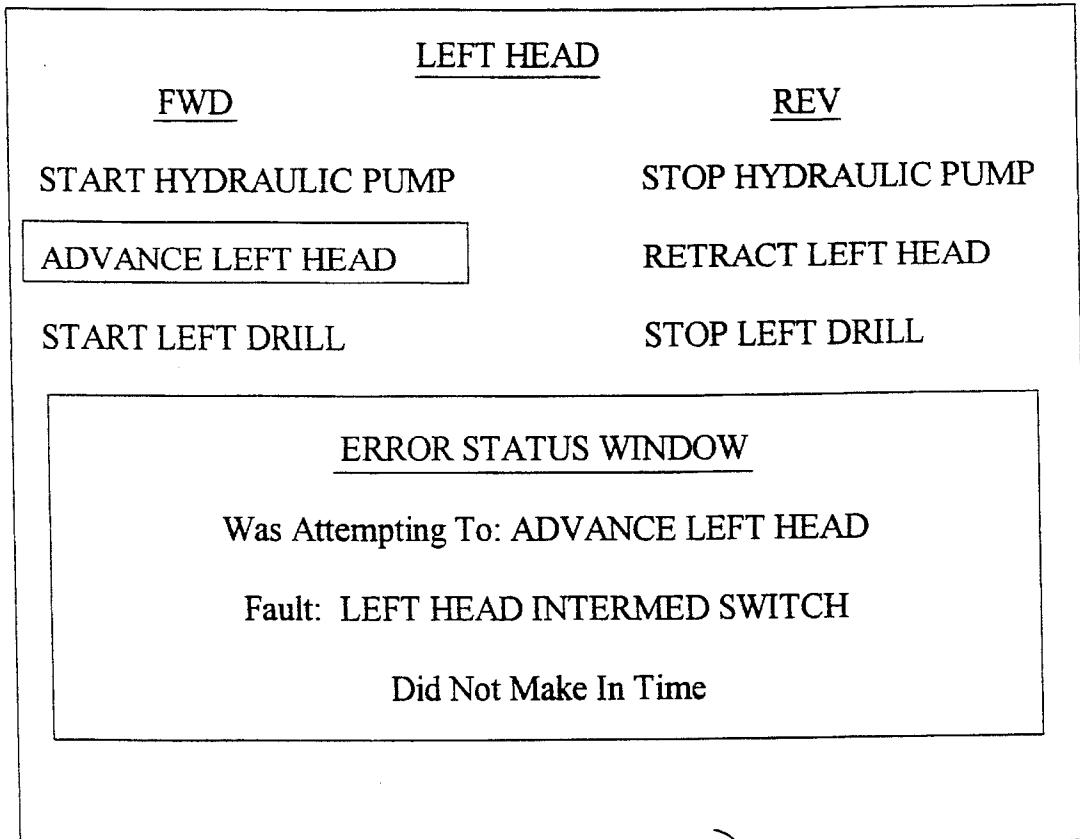 LEFT HEAD
FWD REV
START HYDRAULIC PUMP STOP HYDRAULIC PUMP
ADVANCE LEFT HEAD RETRACT LEFT HEAD
START LEFT DRILL STOP LEFT DRILL
ERROR STATUS WINDOW
Was Attempting To: ADVANCE LEFT HEAD
Fault: LEFT HEAD INTERMED SWITCH
Did Not Make In Time